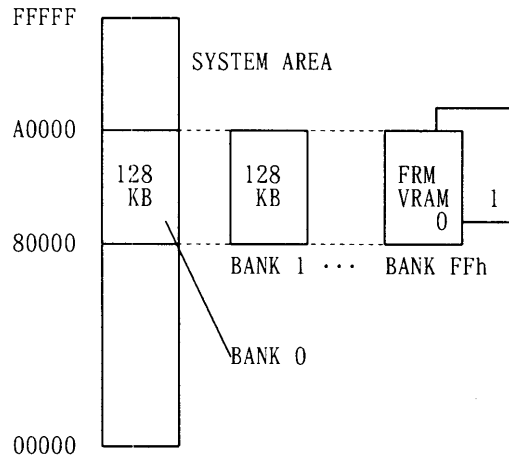 FFFFF
SYSTEM AREA
A0000
128 KB
128 KB
FRM VRAM 0
1
80000
BANK 1 ··· BANK FFh
BANK 0
00000